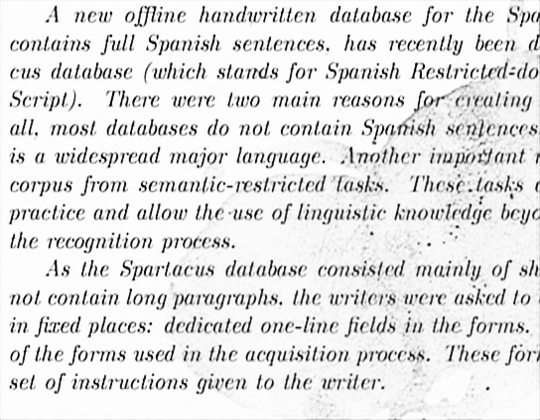 A new offline handwritten database for the Spa
contains full Spanish sentences, has recently been d
cus database (which stands for Spanish Restricted-do
Script). There were two main reasons for creating
all, most databases do not contain Spanish sentences
is a widespread major language. Another important r
corpus from semantic-restricted tasks. These tasks
practice and allow the use of linguistic knowledge beyo
the recognition process.
As the Spartacus database consisted mainly of sh
not contain long paragraphs, the writers were asked to
in fixed places: dedicated one-line fields in the forms.
of the forms used in the acquisition process. These for
set of instructions given to the writer.